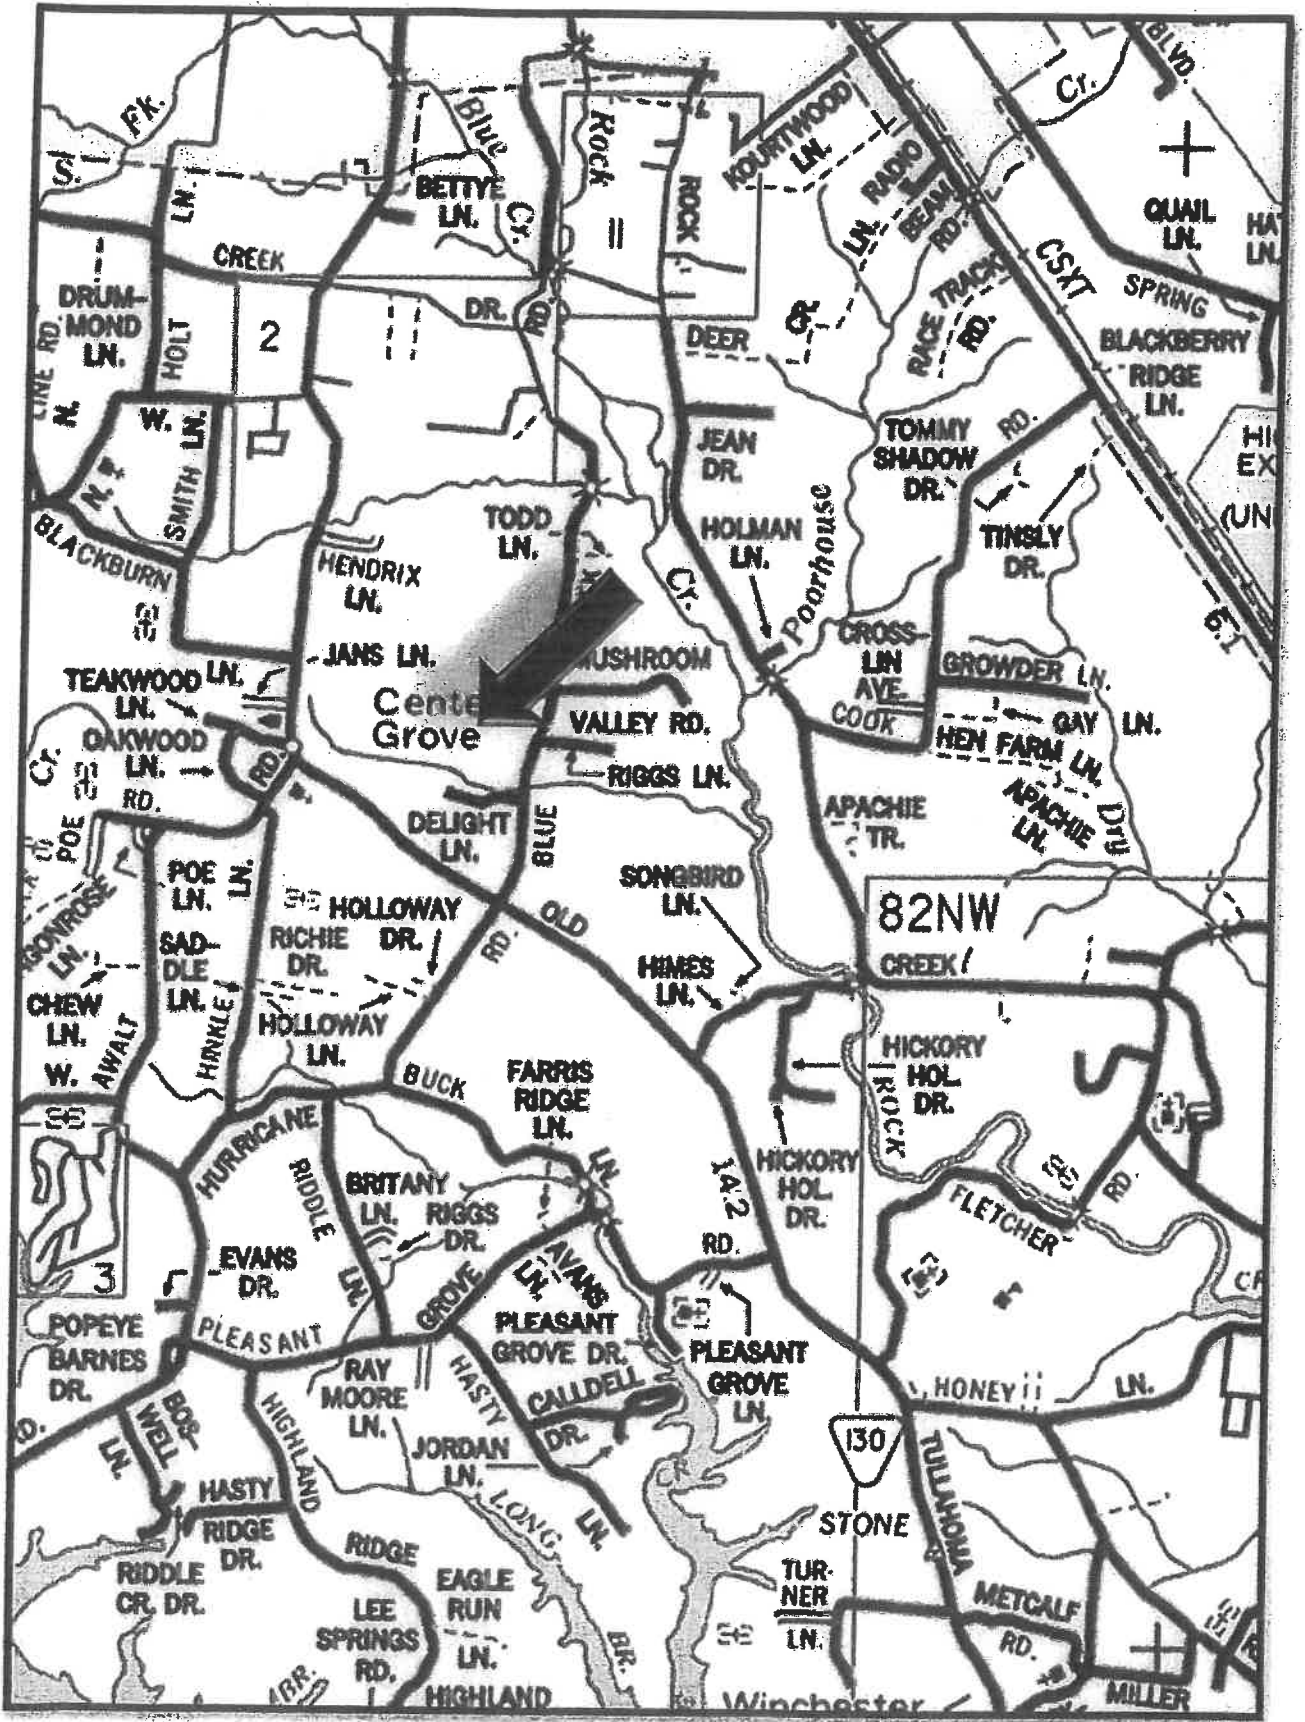 Fk.
S.
LN.
Blue
Cr.
Rock
BETTYE
LN.
ROCK
11
KOURTWOOD
LN.
RADIO
BEAM
RD.
LN.
CR.
BLVD.
Cr.
QUAIL
LN.
CSXT
SPRING
CREEK
DR.
RD.
DRUM-
MOND
LN.
HOLT
2
LINE RD.
N.
DEER
RACE TRACK
RD.
BLACKBERRY
RIDGE
LN.
W.
SMITH LN.
N.
JEAN
DR.
TOMMY
SHADOW
DR.
RD.
BLACKBURN
LN.
TODD
LN.
HOLMAN
LN.
TINSLY
DR.
HENDRIX
LN.
Cr.
Poorhouse
JANS LN.
MUSHROOM
CROSS-
LIN
AVE.
GROWDER LN.
TEAKWOOD
LN.
Grove
VALLEY RD.
COOK
GAY LN.
Cr.
OAKWOOD
LN.
RD.
RIGGS LN.
HEN FARM LN.
APACHIE
LN.
Dry
POE
RD.
DELIGHT
LN.
BLUE
APACHIE
TR.
POE
LN.
LN.
HOLLOWAY
DR.
RICHIE
DR.
OLD
RD.
SONGBIRD
LN.
82NW
CREEK
LN.
CHEW
LN.
SAD-
DLE
LN.
HINKLE
HOLLOWAY
LN.
HIMES
LN.
W.
AWALT
HICKORY
HOL.
DR.
ROCK
BUCK
LN.
FARRIS
RIDGE
LN.
HURRICANE
RIDDLE
LN.
BRITANY
LN.
RIGGS
DR.
14.2
HICKORY
HOL.
DR.
FLETCHER
RD.
RD.
EVANS
DR.
3
GROVE
AVANS
LN.
POPEYE
BARNES
DR.
PLEASANT
PLEASANT
GROVE DR.
PLEASANT
GROVE
LN.
RAY
MOORE
LN.
HASTY
LN.
CALLDELL
DR.
HONEY
LN.
BOS-
WELL
LN.
HIGHLAND
JORDAN
LN.
130
TULLAHOMA
HASTY
RIDGE
DR.
LONG
BR.
STONE
RIDGE
RIDDLE
CR. DR.
EAGLE
RUN
LN.
LEE
SPRINGS
RD.
TUR-
NER
LN.
METCALF
RD.
BR.
HIGHLAND
Winchester
MILLER